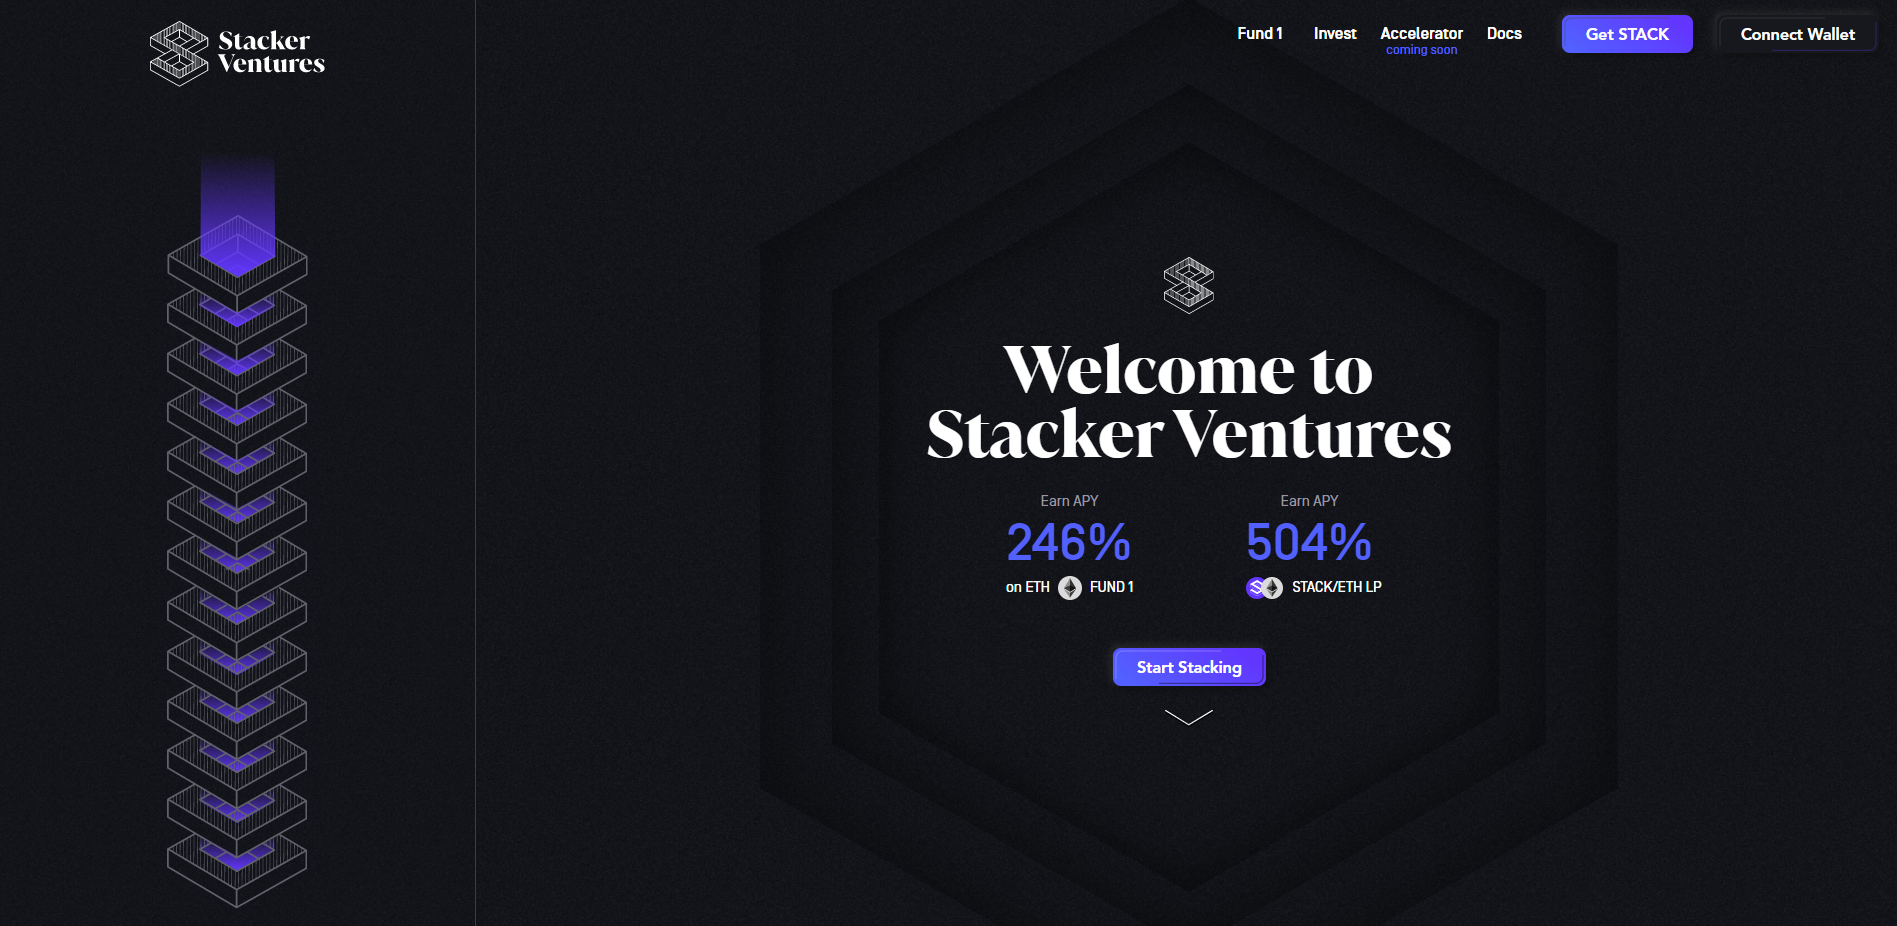 Stacker
Ventures
Fund 1
Invest
Accelerator
coming soon
Docs
Get STACK
Connect Wallet
Welcome to
Stacker Ventures
Earn APY
246%
on ETH FUND 1
Earn APY
504%
STACK/ETH LP
Start Stacking